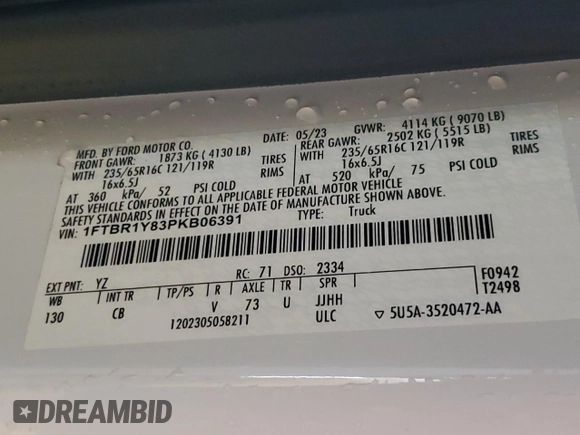 MFD. BY FORD MOTOR CO. DATE: 05/23 GVWR: 4114 KG ( 9070 LB)
FRONT GAWR: 1873 KG ( 4130 LB) REAR GAWR: 2502 KG ( 5515 LB)
WITH 235/65R16C 121/119R TIRES WITH 235/65R16C 121/119R TIRES
16x6.5J RIMS 16x6.5J RIMS
AT 360 kPa/ 52 PSI COLD AT 520 kPa/ 75 PSI COLD
THIS VEHICLE CONFORMS TO ALL APPLICABLE FEDERAL MOTOR VEHICLE
SAFETY STANDARDS IN EFFECT ON THE DATE OF MANUFACTURE SHOWN ABOVE.
VIN: 1FTBR1Y83PKB06391 TYPE: Truck
EXT PNT: YZ RC: 71 DSO: 2334 F0942
WB INT TR TP/PS R AXLE TR SPR T2498
130 CB V 73 U JJHH
1202305058211 ULC ▽ 5U5A-3520472-AA
DREAMBID